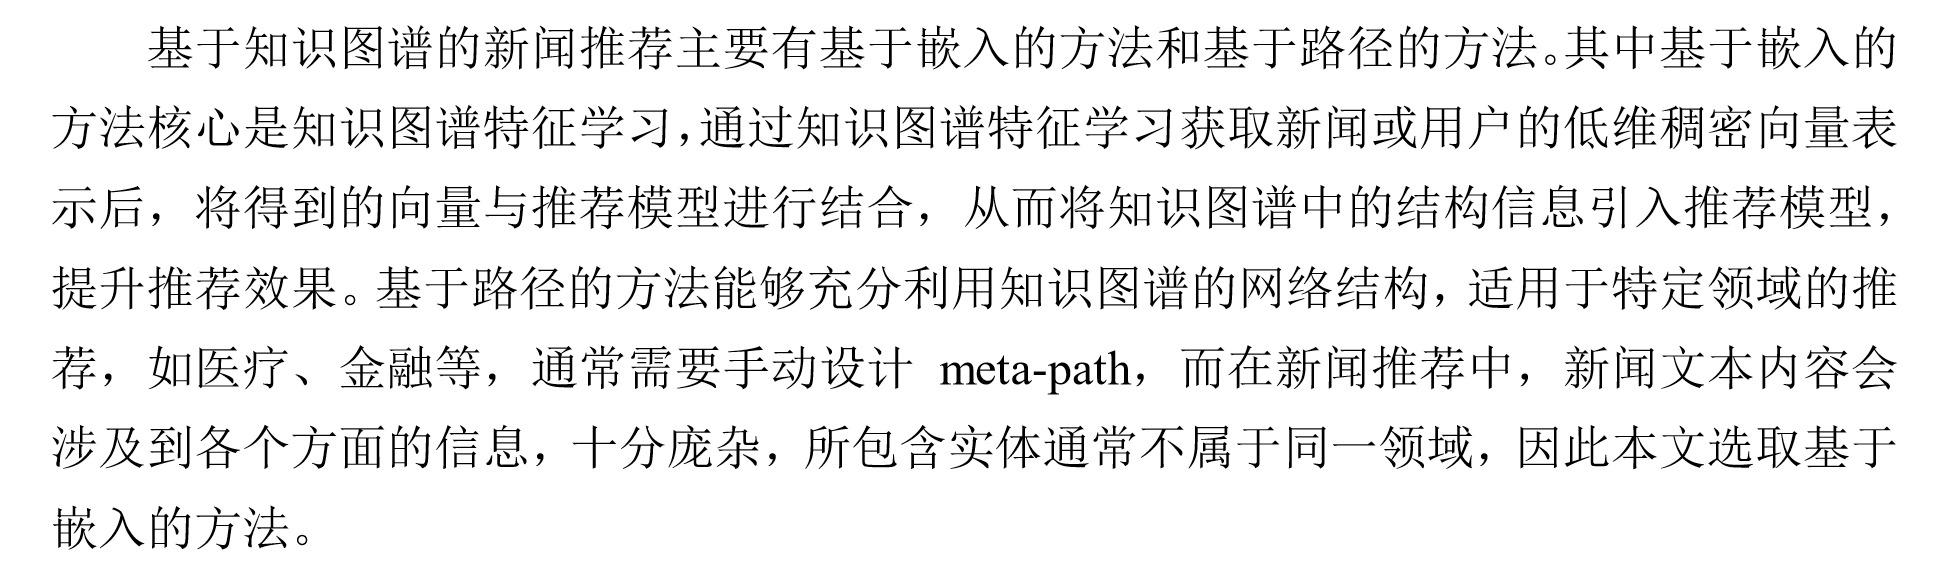 基于知识图谱的新闻推荐主要有基于嵌入的方法和基于路径的方法。其中基于嵌入的
方法核心是知识图谱特征学习，通过知识图谱特征学习获取新闻或用户的低维稠密向量表
示后，将得到的向量与推荐模型进行结合，从而将知识图谱中的结构信息引入推荐模型，
提升推荐效果。基于路径的方法能够充分利用知识图谱的网络结构，适用于特定领域的推
荐，如医疗、金融等，通常需要手动设计 meta-path，而在新闻推荐中，新闻文本内容会
涉及到各个方面的信息，十分庞杂，所包含实体通常不属于同一领域，因此本文选取基于
嵌入的方法。